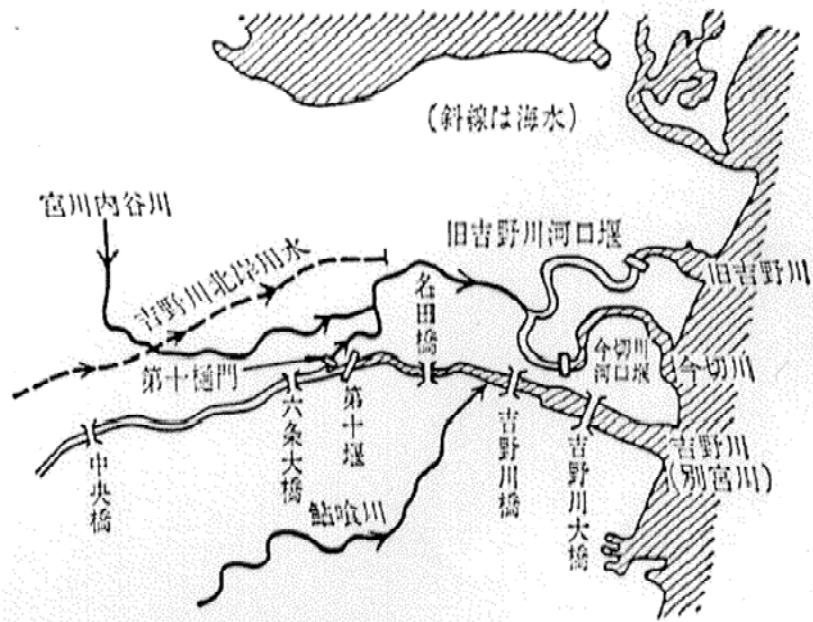 (斜線は海水)
宮川内谷川
吉野川北岸用水
旧吉野川河口堰
旧吉野川
名田橋
今切川
河口堰
今切川
第十樋門
六条大橋
第十堰
中央橋
吉野川橋
吉野川大橋
吉野川
(別宮川)
鮎喰川